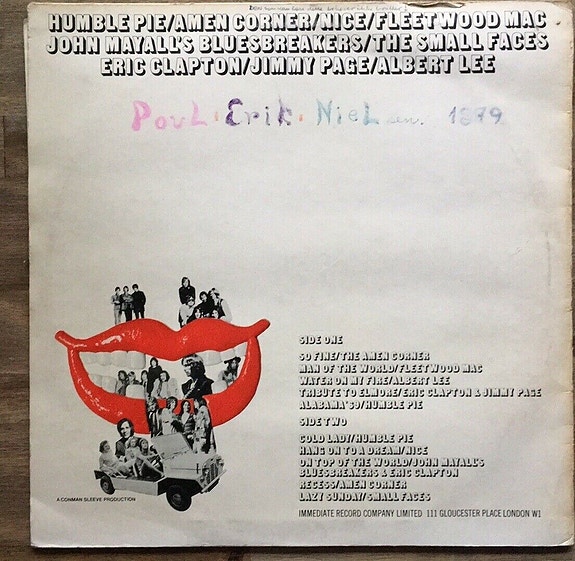 HUMBLE PIE/AMEN CORNER/NICE/FLEETWOOD MAC
JOHN MAYALL'S BLUESBREAKERS/THE SMALL FACES
ERIC CLAPTON/JIMMY PAGE/ALBERT LEE
Poul. Erik. Nielsen. 1879
SIDE ONE
SO FINE/THE AMEN CORNER
MAN OF THE WORLD/FLEETWOOD MAC
WATER ON MY FIRE/ALBERT LEE
TRIBUTE TO ELMORE/ERIC CLAPTON & JIMMY PAGE
ALABAMA '69/HUMBLE PIE
SIDE TWO
COLD LADY/HUMBLE PIE
HANG ON TO A DREAM/NICE
ON TOP OF THE WORLD/JOHN MAYALL'S
BLUESBREAKERS & ERIC CLAPTON
RECESS/AMEN CORNER
LAZY SUNDAY/SMALL FACES
A CONMAN SLEEVE PRODUCTION
IMMEDIATE RECORD COMPANY LIMITED 111 GLOUCESTER PLACE LONDON W1